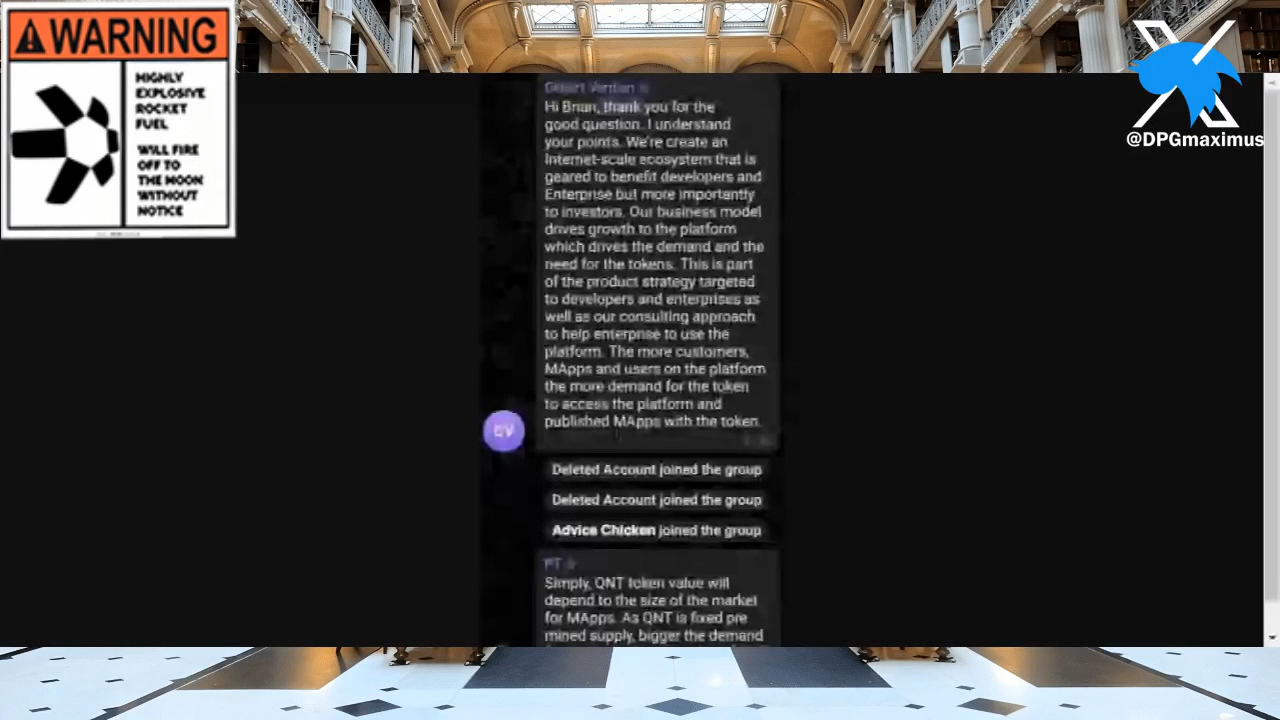 WARNING
HIGHLY
EXPLOSIVE
ROCKET
FUEL
WILL FIRE
OFF TO
THE MOON
WITHOUT
NOTICE
@DPGmaximus
Hi Brian, thank you for the
good question. I understand
your points. We're create an
Internet-scale ecosystem that is
geared to benefit developers and
Enterprise but more importantly
to investors. Our business model
drives growth to the platform
which drives the demand and the
need for the tokens. This is part
of the product strategy targeted
to developers and enterprises as
well as our consulting approach
to help enterprise to use the
platform. The more customers,
MApps and users on the platform
the more demand for the token
to access the platform and
published MApps with the token.
GV
Deleted Account joined the group
Deleted Account joined the group
Advice Chicken joined the group
PT
Simply, QNT token value will
depend to the size of the market
for MApps. As QNT is fixed pre
mined supply, bigger the demand